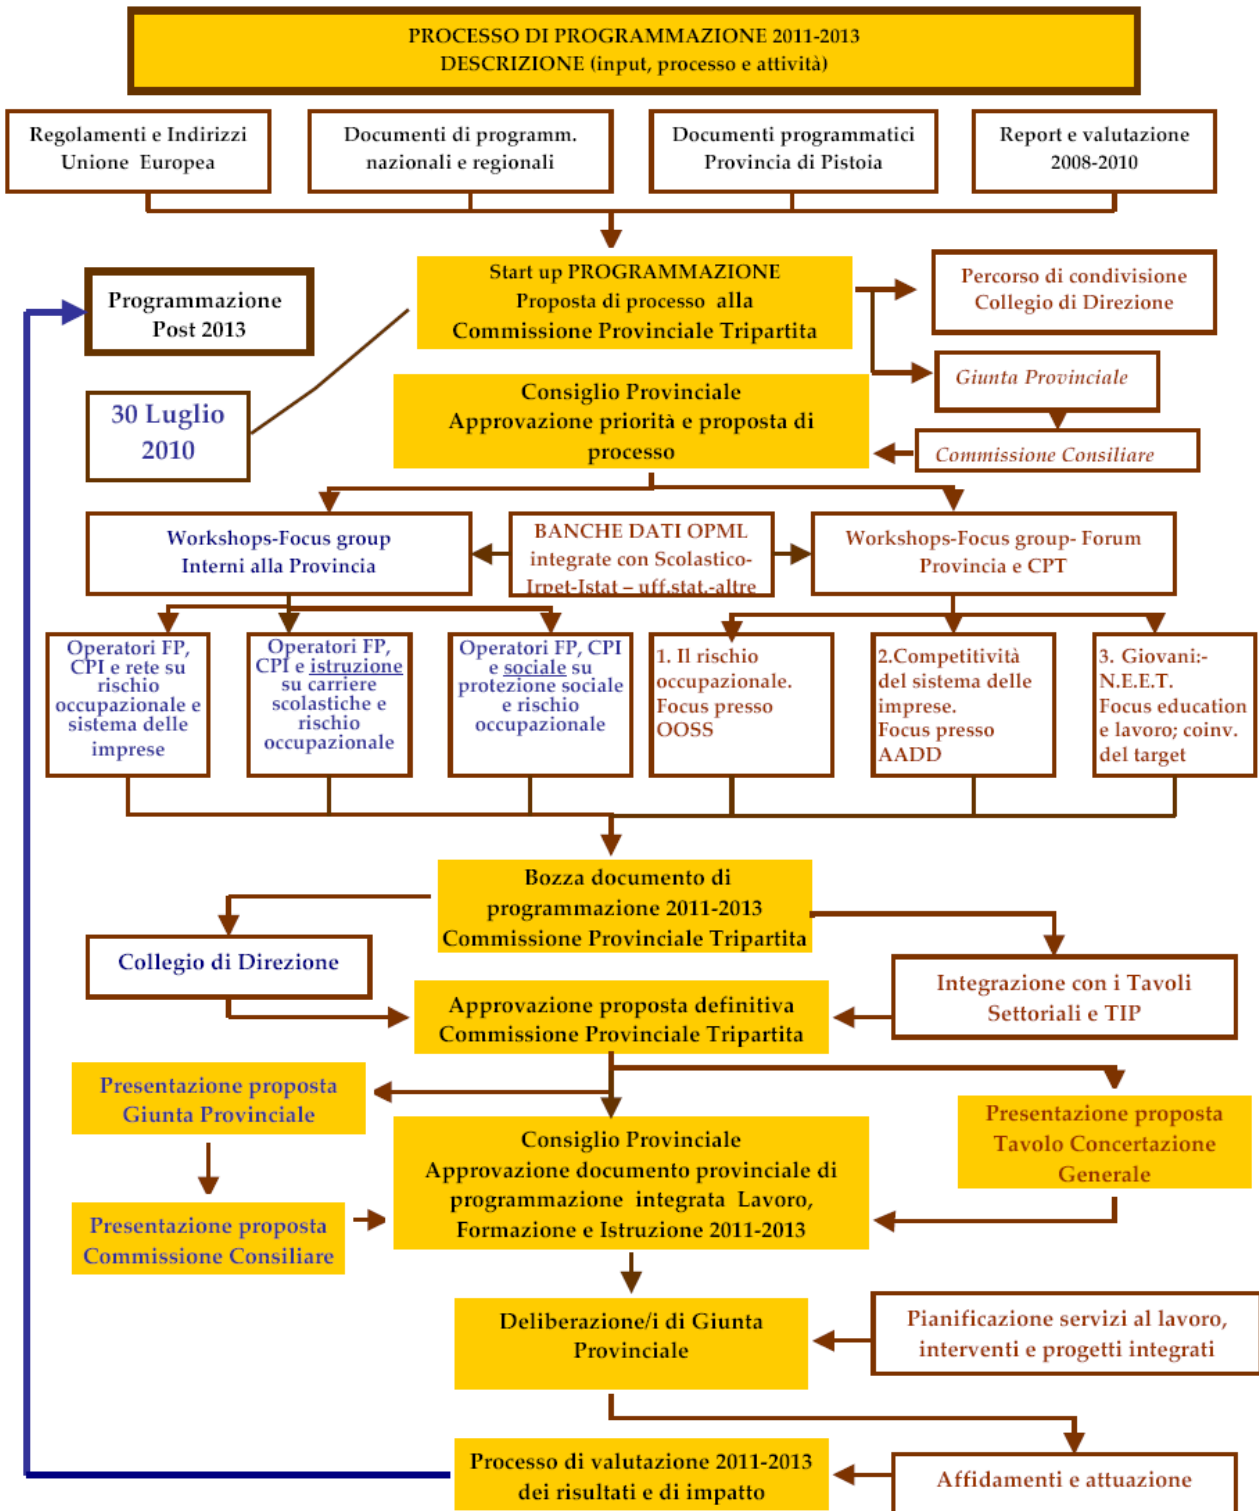 PROCESSO DI PROGRAMMAZIONE 2011-2013
DESCRIZIONE (input, processo e attività)
Regolamenti e Indirizzi
Unione Europea
Documenti di programm.
nazionali e regionali
Documenti programmatici
Provincia di Pistoia
Report e valutazione
2008-2010
Start up PROGRAMMAZIONE
Proposta di processo alla
Commissione Provinciale Tripartita
Percorso di condivisione
Collegio di Direzione
Programmazione
Post 2013
Giunta Provinciale
30 Luglio
2010
Consiglio Provinciale
Approvazione priorità e proposta di
processo
Commissione Consiliare
Workshops-Focus group
Interni alla Provincia
BANCHE DATI OPML
integrate con Scolastico-
Irpet-Istat – uff.stat.-altre
Workshops-Focus group- Forum
Provincia e CPT
Operatori FP,
CPI e rete su
rischio
occupazionale e
sistema delle
imprese
Operatori FP,
CPI e istruzione
su carriere
scolastiche e
rischio
occupazionale
Operatori FP, CPI
e sociale su
protezione sociale
e rischio
occupazionale
1. Il rischio
occupazionale.
Focus presso
OOSS
2.Competitività
del sistema delle
imprese.
Focus presso
AADD
3. Giovani:-
N.E.E.T.
Focus education
e lavoro; coinv.
del target
Bozza documento di
programmazione 2011-2013
Commissione Provinciale Tripartita
Collegio di Direzione
Integrazione con i Tavoli
Settoriali e TIP
Approvazione proposta definitiva
Commissione Provinciale Tripartita
Presentazione proposta
Giunta Provinciale
Presentazione proposta
Tavolo Concertazione
Generale
Consiglio Provinciale
Approvazione documento provinciale di
programmazione integrata Lavoro,
Formazione e Istruzione 2011-2013
Presentazione proposta
Commissione Consiliare
Deliberazione/i di Giunta
Provinciale
Pianificazione servizi al lavoro,
interventi e progetti integrati
Processo di valutazione 2011-2013
dei risultati e di impatto
Affidamenti e attuazione